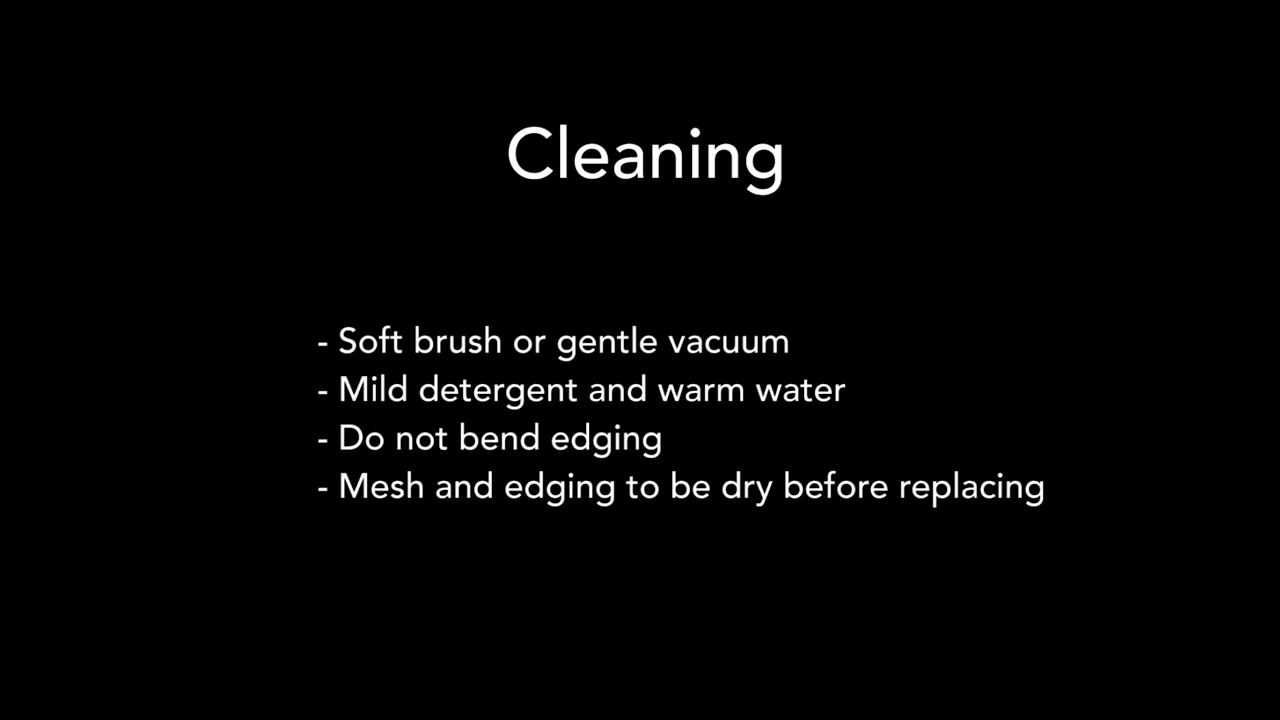 Cleaning
- Soft brush or gentle vacuum
- Mild detergent and warm water
- Do not bend edging
- Mesh and edging to be dry before replacing